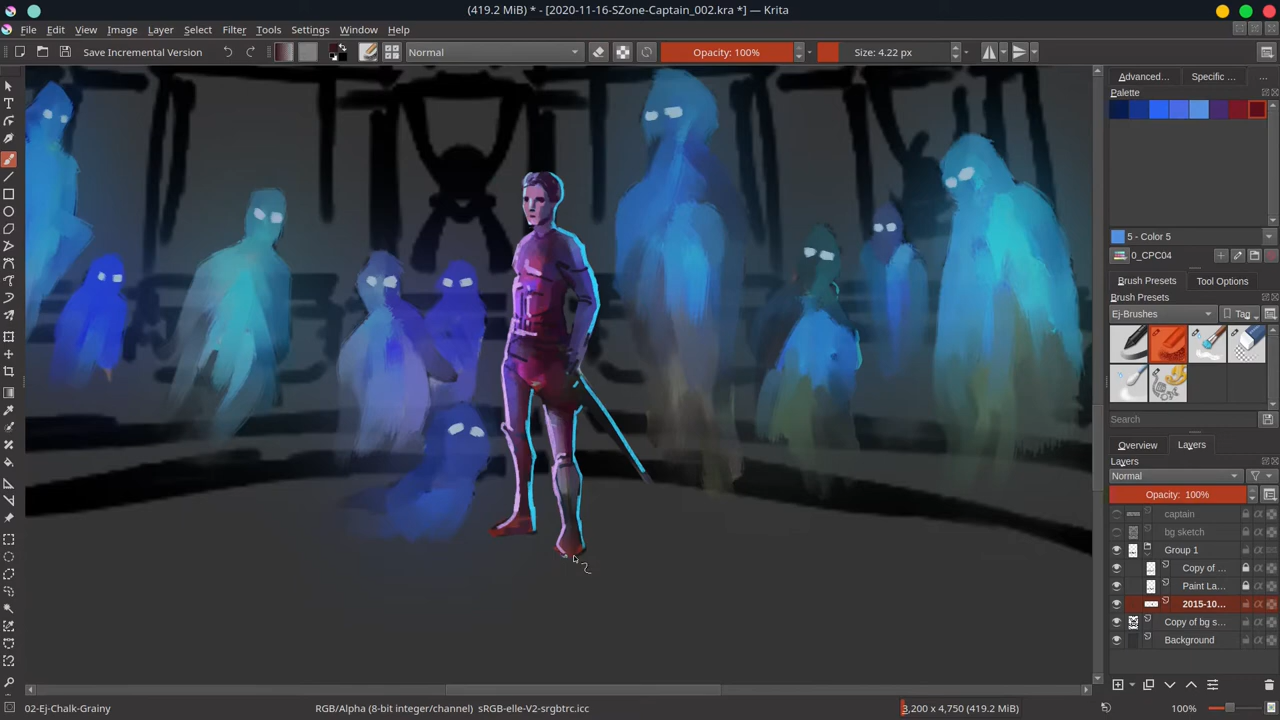 (419.2 MiB) * - [2020-11-16-SZone-Captain_002.kra *] — Krita
File Edit View Image Layer Select Filter Tools Settings Window Help
Save Incremental Version Normal Opacity: 100% Size: 4.22 px
Advanced... Specific ... ...
Palette
5 - Color 5
0_CPC04
Brush Presets Tool Options
Brush Presets
Ej-Brushes Tag
Search
Overview Layers
Layers
Normal
Opacity: 100%
captain
bg sketch
Group 1
Copy of ...
Paint La...
2015-10...
Copy of bg s...
Background
02-Ej-Chalk-Grainy RGB/Alpha (8-bit integer/channel) sRGB-elle-V2-srgbtrc.icc 3,200 x 4,750 (419.2 MiB) 100%